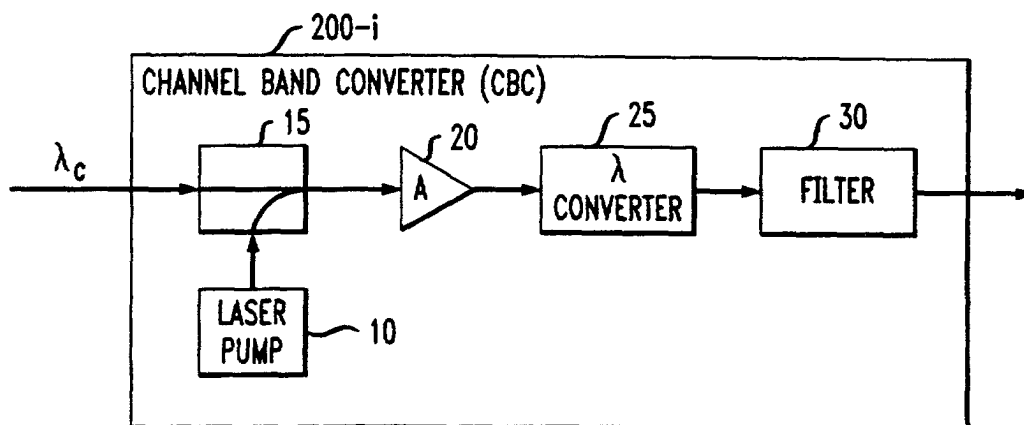 200-i
CHANNEL BAND CONVERTER (CBC)
15
20
25
30
λc
A
λ
CONVERTER
FILTER
LASER
PUMP
10